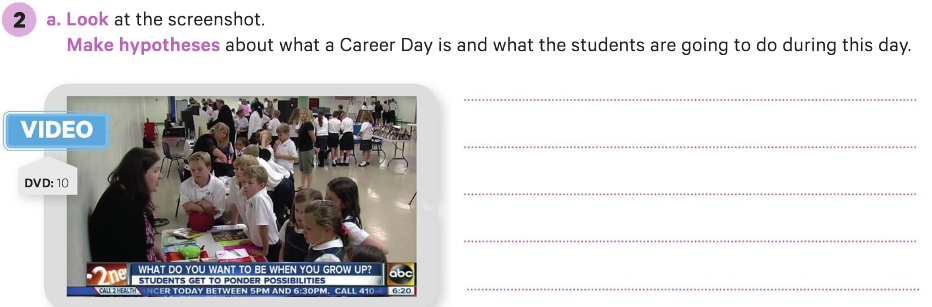 2 a. Look at the screenshot.
Make hypotheses about what a Career Day is and what the students are going to do during this day.
VIDEO
DVD: 10
2ne
WHAT DO YOU WANT TO BE WHEN YOU GROW UP?
abc
STUDENTS GET TO PONDER POSSIBILITIES
CALL 2 HEALTH
NCER TODAY BETWEEN 5PM AND 6:30PM. CALL 410-
6:20